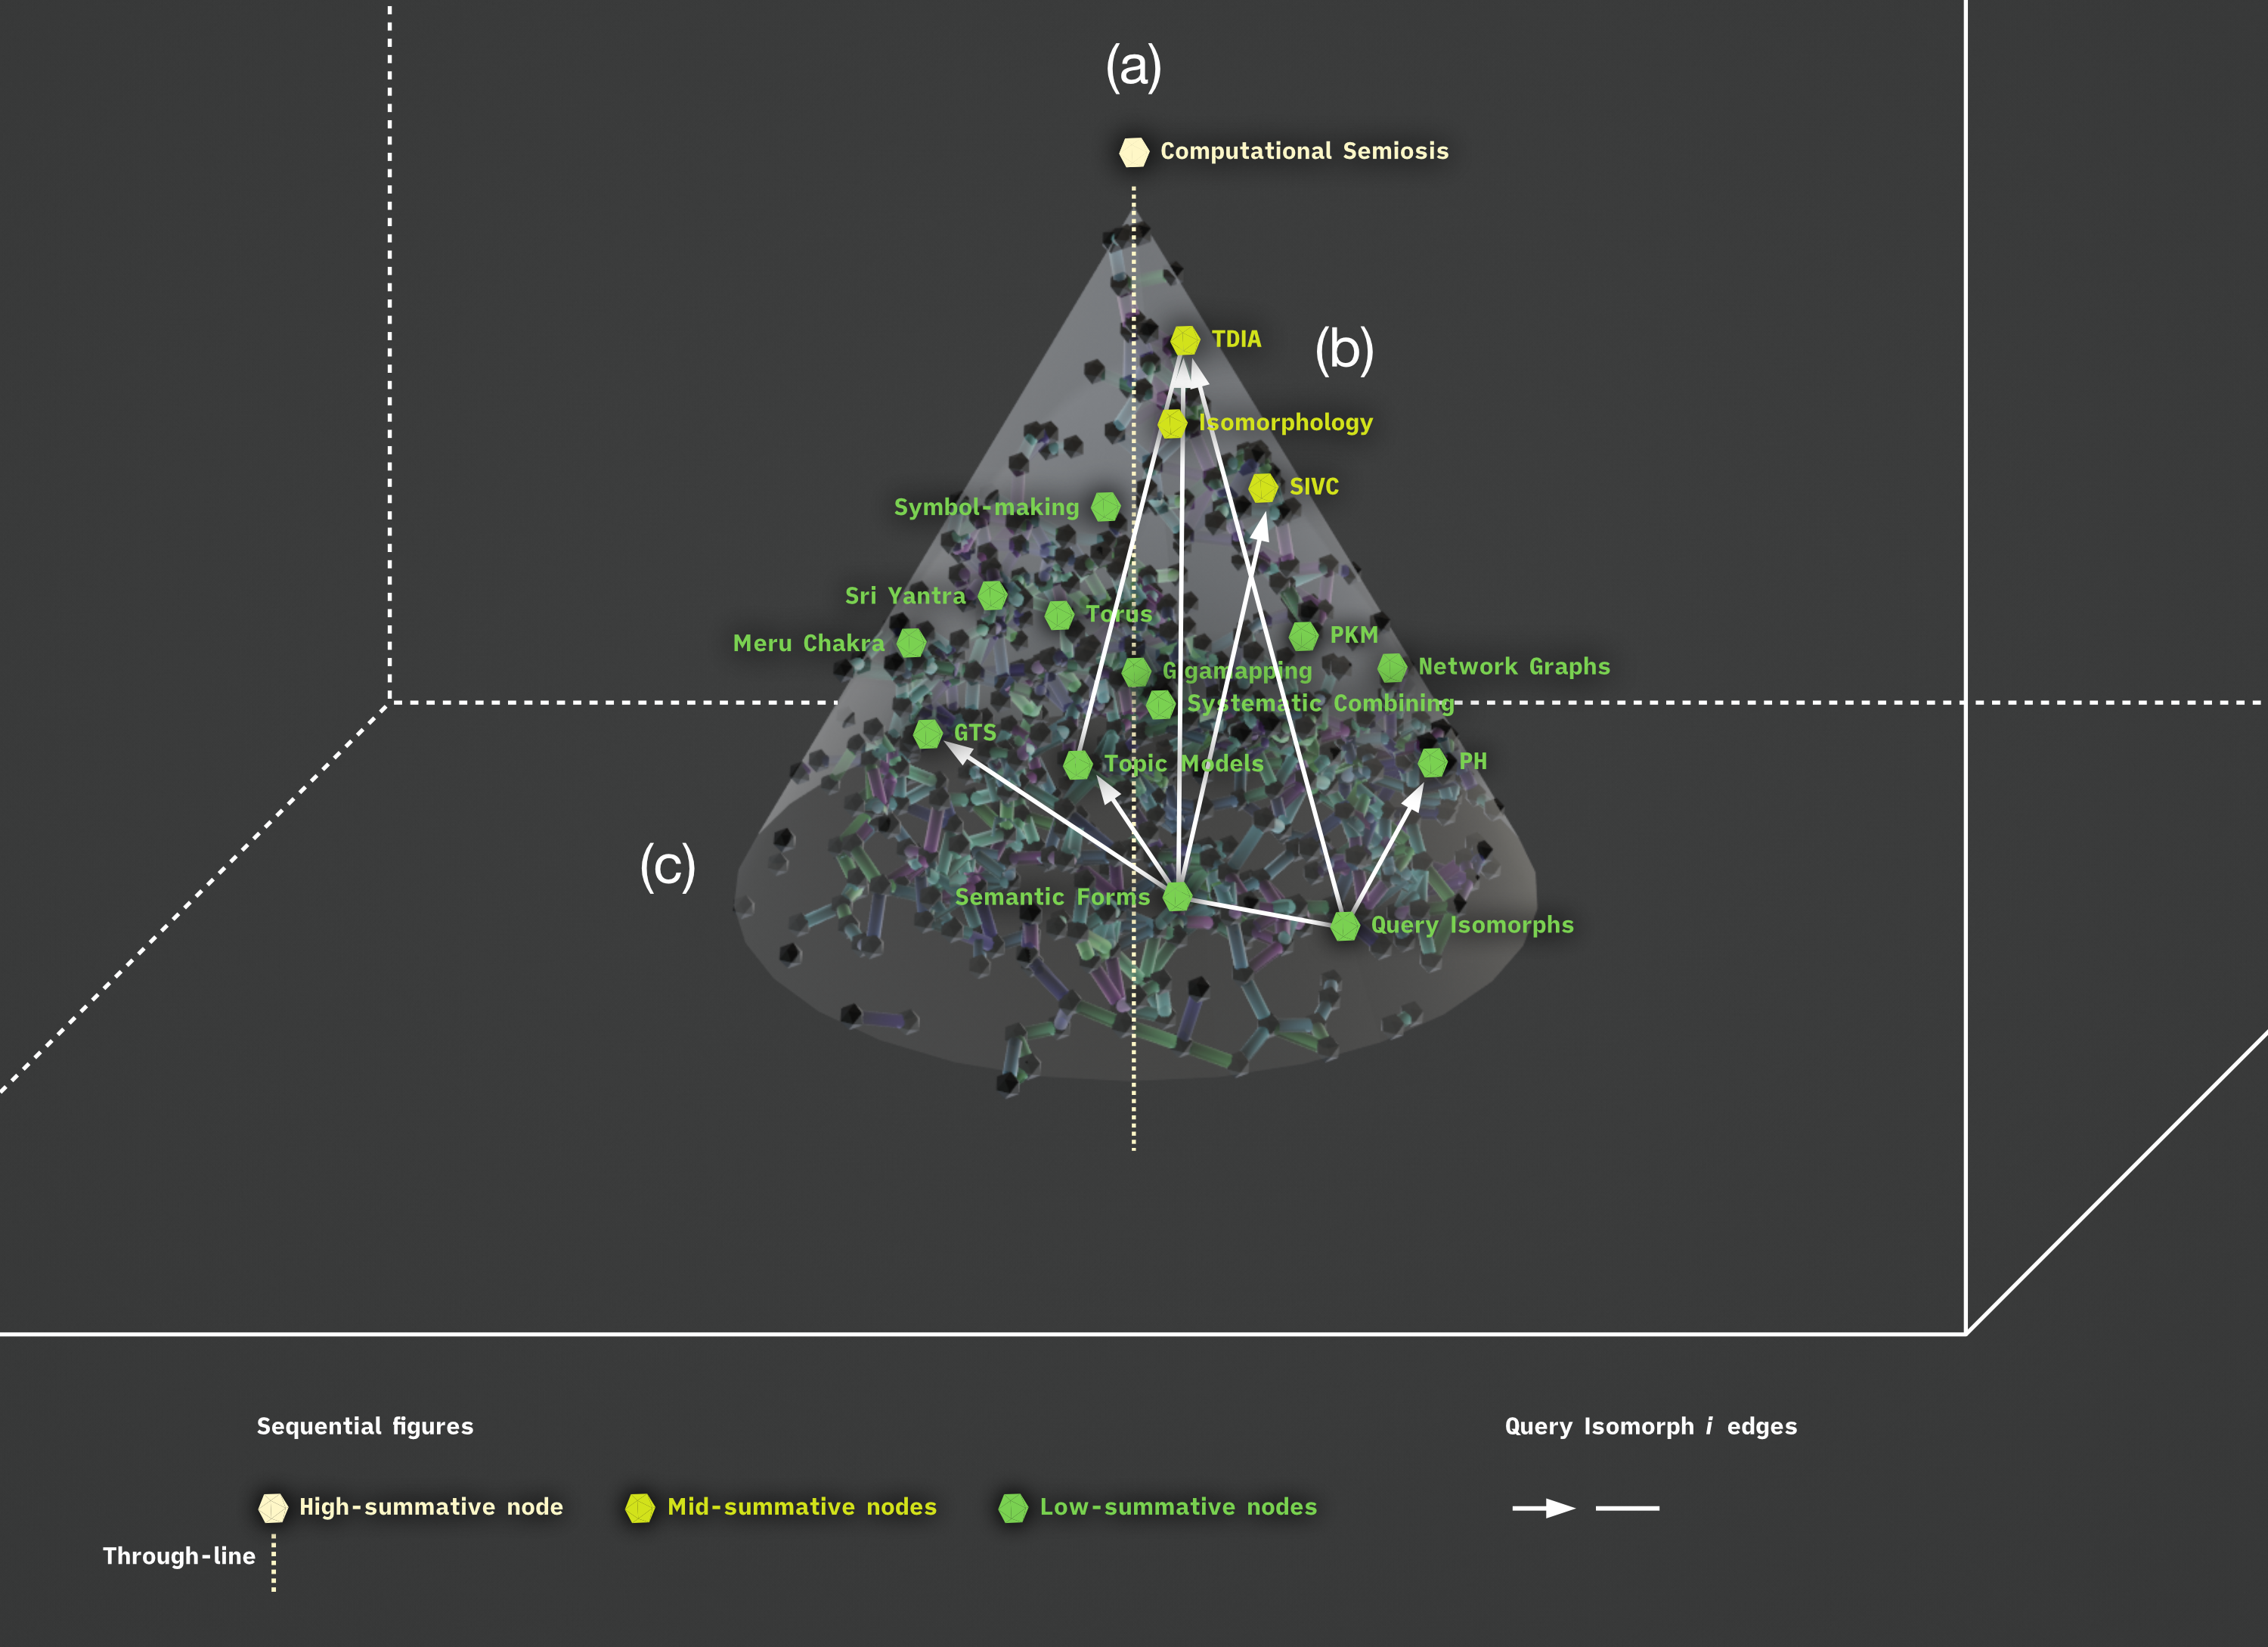 (a)
Computational Semiosis
TDIA
(b)
Isomorphology
SIVC
Symbol-making
Sri Yantra
Torus
Meru Chakra
PKM
Gigamapping
Network Graphs
Systematic Combining
GTS
Topic Models
PH
(c)
Semantic Forms
Query Isomorphs
Sequential figures
Query Isomorph i edges
High-summative node
Mid-summative nodes
Low-summative nodes
Through-line